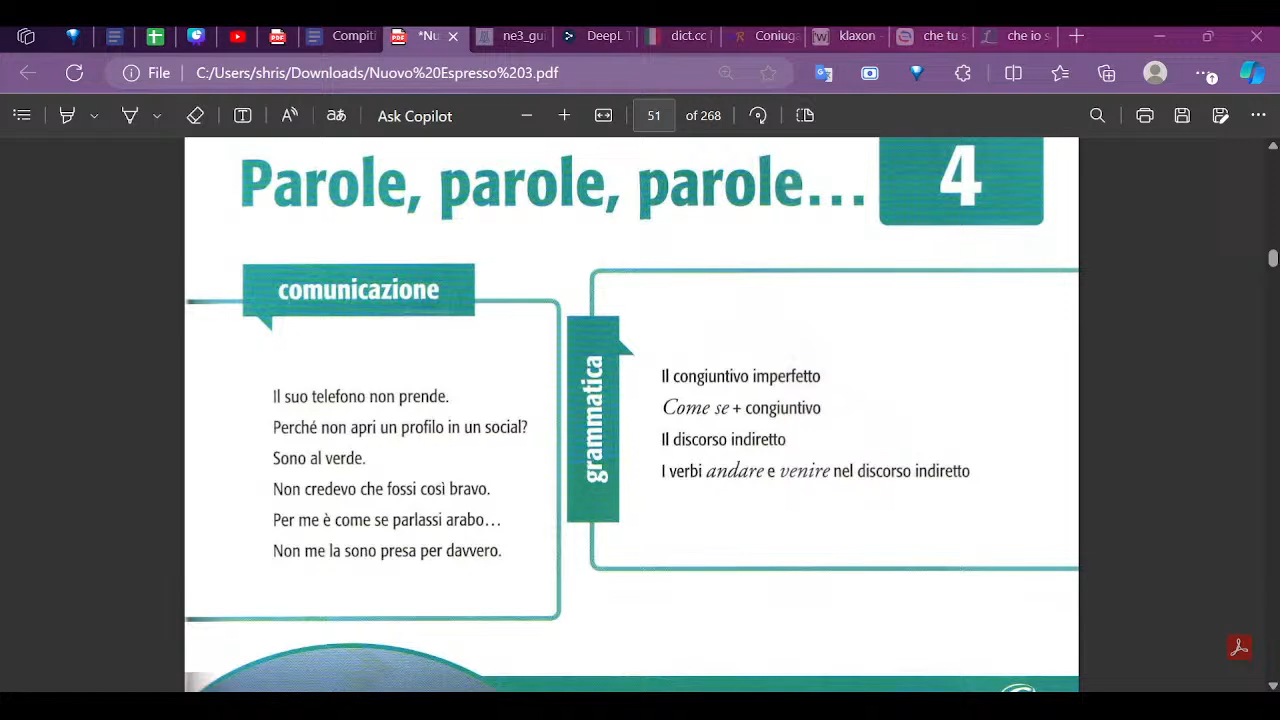 Compiti
*Nu
ne3_gui
DeepL T
dict.cc
Coniuga
klaxon
che tu s
che io s
File
C:/Users/shris/Downloads/Nuovo%20Espresso%203.pdf
aあ
Ask Copilot
51
of 268
Parole, parole, parole...
4
comunicazione
Il suo telefono non prende.
Perché non apri un profilo in un social?
Sono al verde.
Non credevo che fossi così bravo.
Per me è come se parlassi arabo...
Non me la sono presa per davvero.
grammatica
Il congiuntivo imperfetto
Come se + congiuntivo
Il discorso indiretto
I verbi andare e venire nel discorso indiretto